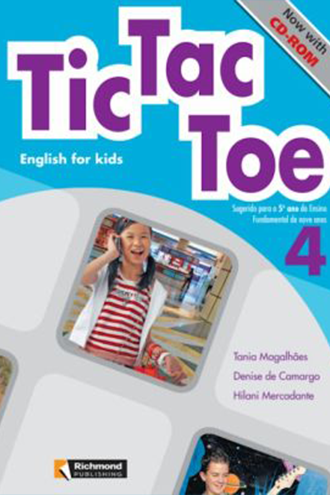 Now with
CD-ROM
Tic
Tac
Toe
English for kids
Sugerido para o 5º ano do Ensino
Fundamental de nove anos
4
Tania Magalhães
Denise de Camargo
Hilani Mercadante
Richmond
PUBLISHING